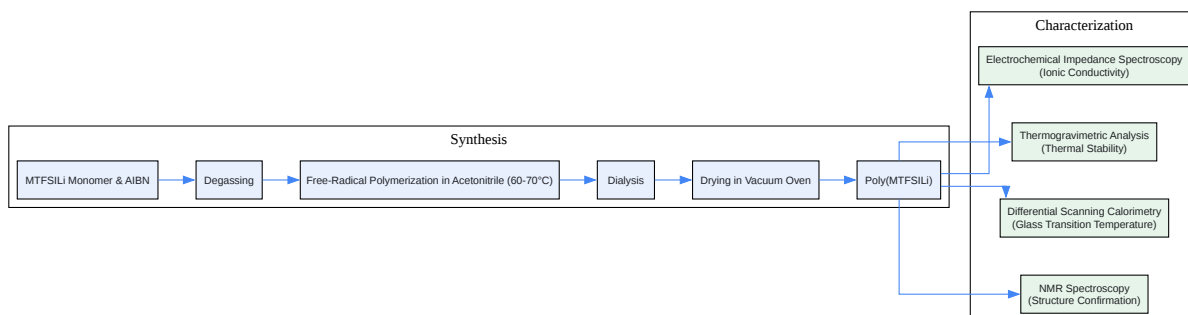 Characterization
Electrochemical Impedance Spectroscopy
(Ionic Conductivity)
Synthesis
Thermogravimetric Analysis
(Thermal Stability)
MTFSILi Monomer & AIBN
Degassing
Free-Radical Polymerization in Acetonitrile (60-70°C)
Dialysis
Drying in Vacuum Oven
Poly(MTFSILi)
Differential Scanning Calorimetry
(Glass Transition Temperature)
NMR Spectroscopy
(Structure Confirmation)